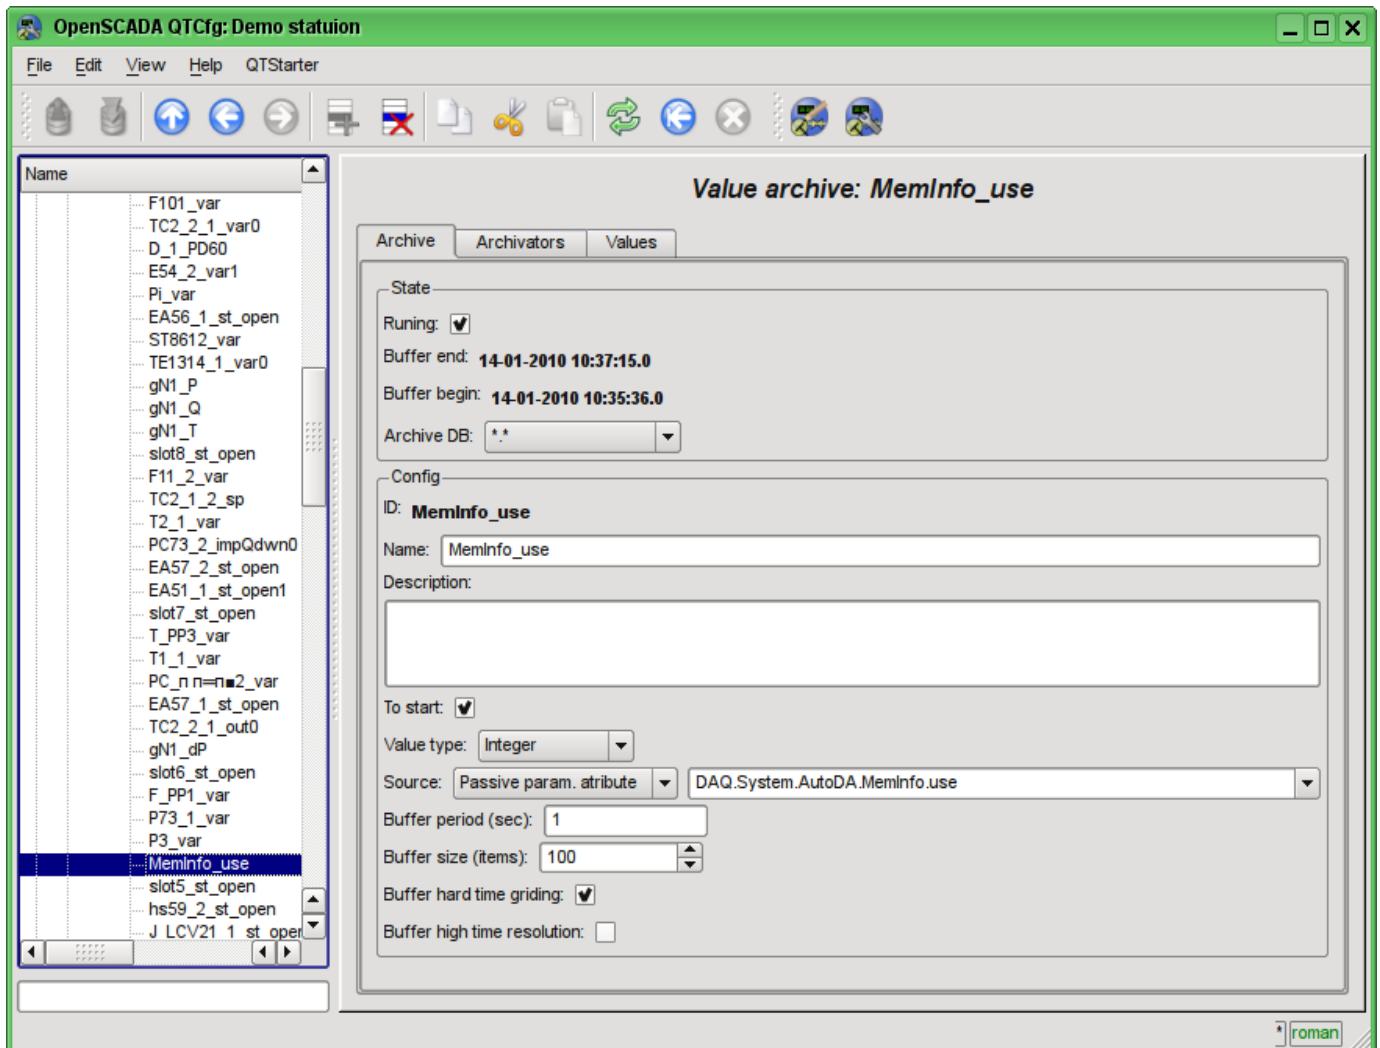 OpenSCADA QTCfg: Demo statuion
File Edit View Help QTStarter
Name
F101_var
TC2_2_1_var0
D_1_PD60
E54_2_var1
Pi_var
EA56_1_st_open
ST8612_var
TE1314_1_var0
gN1_P
gN1_Q
gN1_T
slot8_st_open
F11_2_var
TC2_1_2_sp
T2_1_var
PC73_2_impQdwn0
EA57_2_st_open
EA51_1_st_open1
slot7_st_open
T_PP3_var
T1_1_var
PC_п п═п■2_var
EA57_1_st_open
TC2_2_1_out0
gN1_dP
slot6_st_open
F_PP1_var
P73_1_var
P3_var
MemInfo_use
slot5_st_open
hs59_2_st_open
J_LCV21_1_st_oper
Value archive: MemInfo_use
Archive Archivators Values
State
Runing:
Buffer end: 14-01-2010 10:37:15.0
Buffer begin: 14-01-2010 10:35:36.0
Archive DB: *.*
Config
ID: MemInfo_use
Name: MemInfo_use
Description:
To start:
Value type: Integer
Source: Passive param. atribute DAQ.System.AutoDA.MemInfo.use
Buffer period (sec): 1
Buffer size (items): 100
Buffer hard time griding:
Buffer high time resolution:
* roman